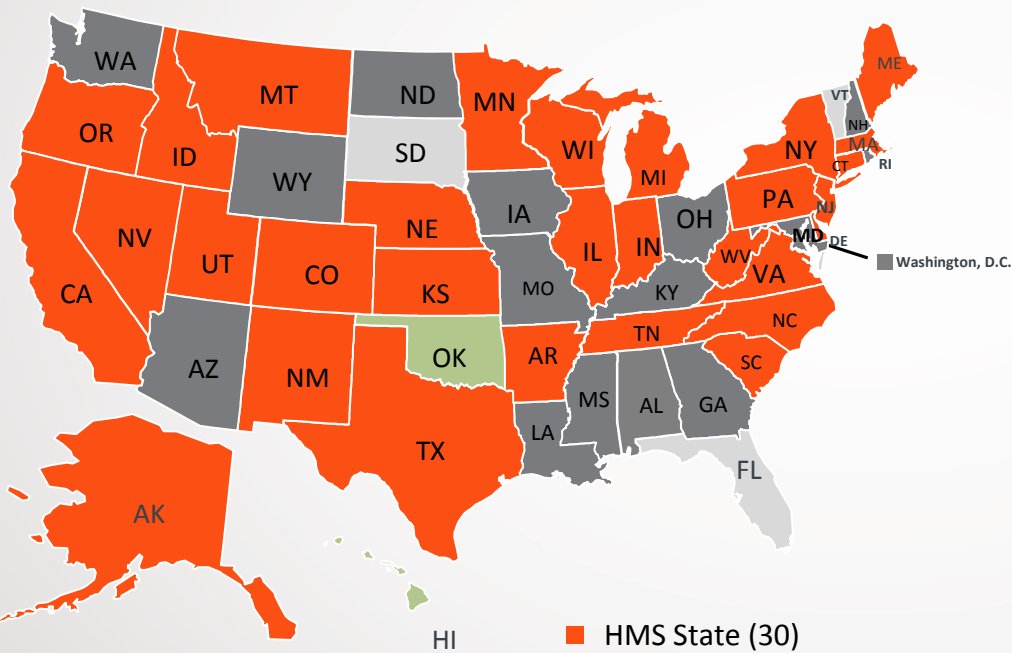 WA
MT
ND
MN
ME
VT
NH
OR
ID
SD
WI
NY
MA
CT
RI
WY
MI
IA
PA
NJ
NE
OH
NV
UT
CO
IL
IN
MD
DE
WV
Washington, D.C.
CA
KS
MO
KY
VA
NC
TN
AZ
NM
OK
AR
SC
MS
AL
GA
LA
TX
FL
AK
HI
HMS State (30)